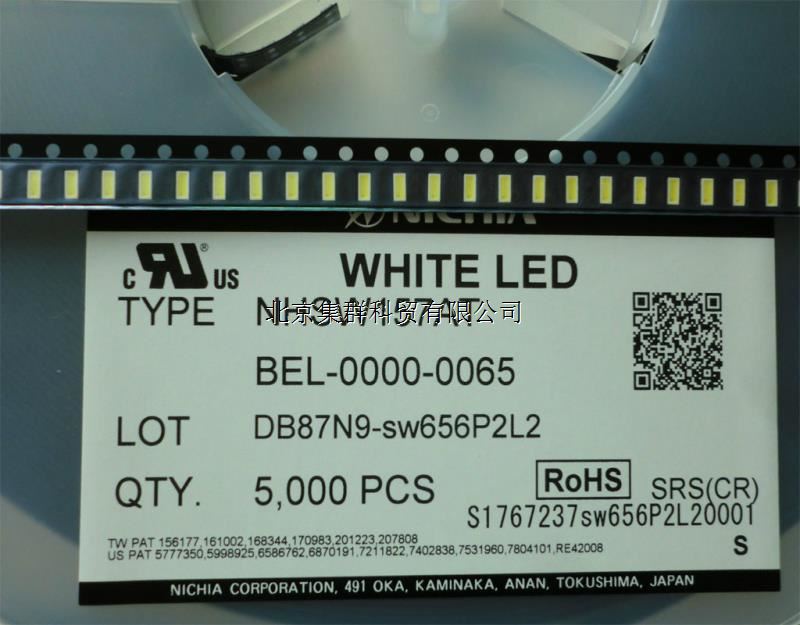 NICHIA
C RU ® US
WHITE LED
TYPE
北京集群科贸有限公司
BEL-0000-0065
LOT DB87N9-sw656P2L2
QTY. 5,000 PCS
RoHS SRS(CR)
S1767237sw656P2L20001
TW PAT 156177,161002,168344,170983,201223,207808
US PAT 5777350,5998925,6586762,6870191,7211822,7402838,7531960,7804101,RE42008
S
NICHIA CORPORATION, 491 OKA, KAMINAKA, ANAN, TOKUSHIMA, JAPAN